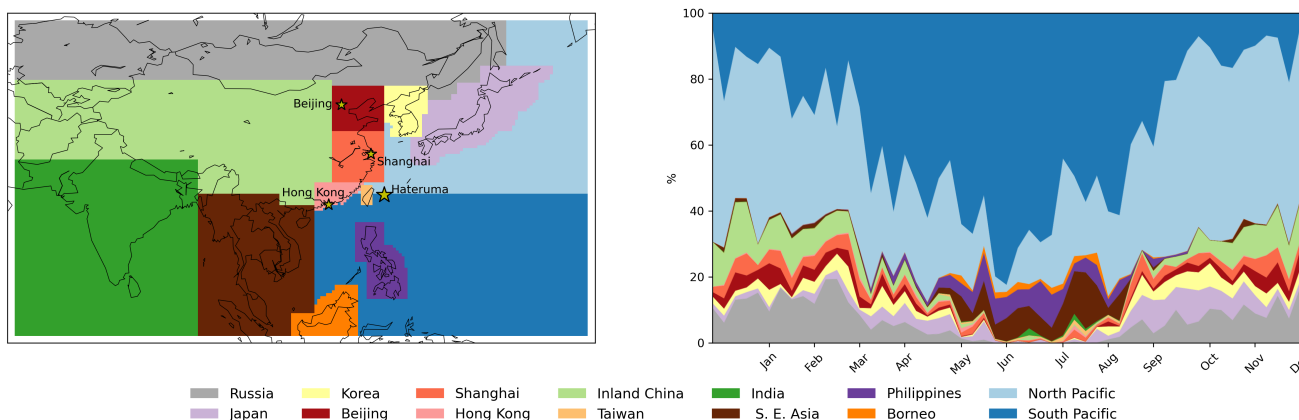 Beijing
Shanghai
Hong Kong
Hateruma
100
80
60
%
40
20
0
Jan
Feb
Mar
Apr
May
Jun
Jul
Aug
Sep
Oct
Nov
Russia
Korea
Shanghai
Inland China
India
Philippines
North Pacific
Japan
Beijing
Hong Kong
Taiwan
S. E. Asia
Borneo
South Pacific